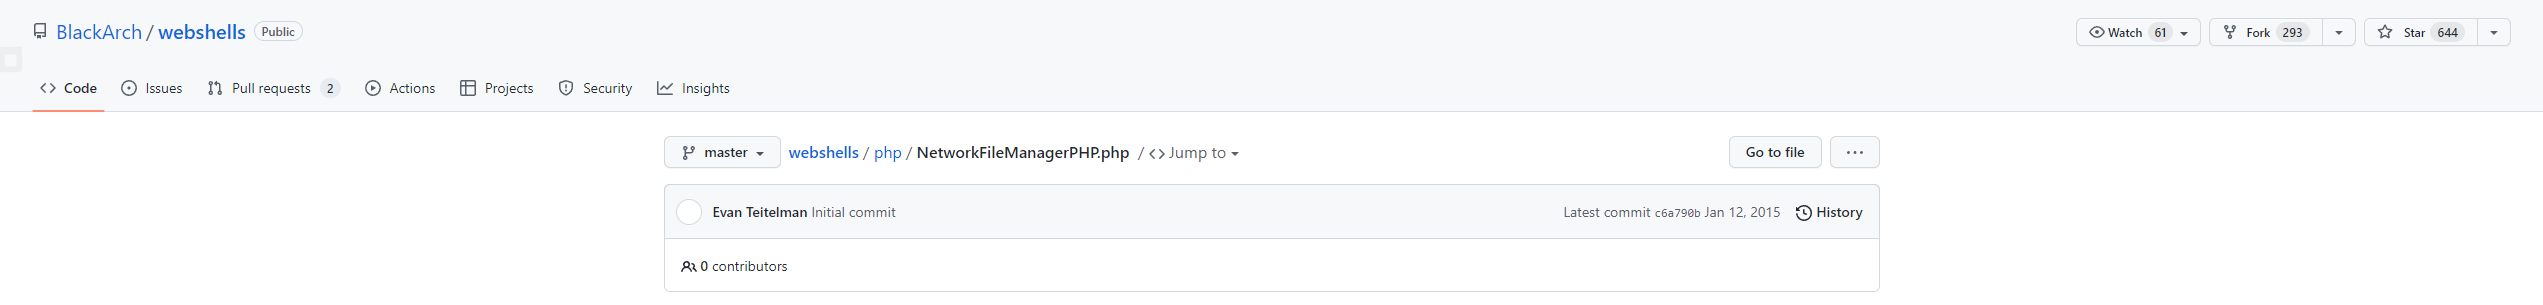 BlackArch / webshells Public Watch 61 Fork 293 Star 644
Code Issues Pull requests 2 Actions Projects Security Insights
master webshells / php / NetworkFileManagerPHP.php / <> Jump to Go to file ...
Evan Teitelman Initial commit Latest commit c6a790b Jan 12, 2015 History
0 contributors